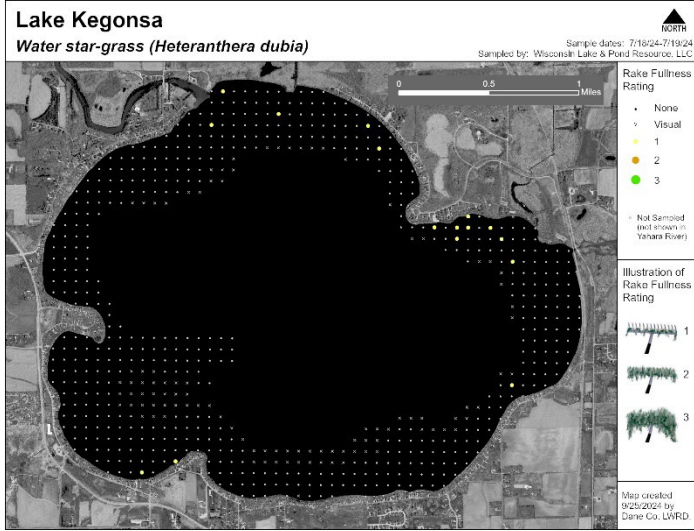 Lake Kegonsa
Water star-grass (Heteranthera dubia)
NORTH
Sample dates: 7/18/24-7/19/24
Sampled by: Wisconsin Lake & Pond Resource, LLC
0 0.5 1
Miles
Rake Fullness
Rating
None
Visual
1
2
3
Not Sampled
(not shown in
Yahara River)
Illustration of
Rake Fullness
Rating
1
2
3
Map created
9/25/2024 by
Dane Co. LWRD